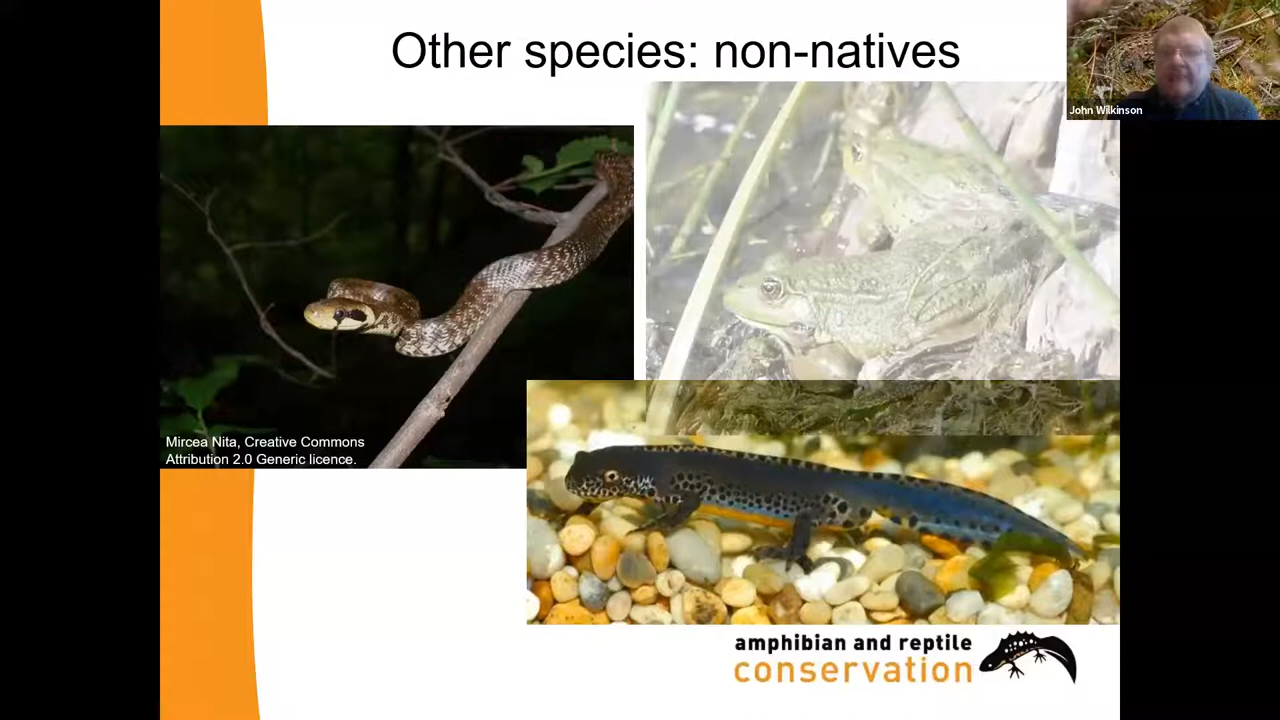 Other species: non-natives
John Wilkinson
Mircea Nita, Creative Commons
Attribution 2.0 Generic licence.
amphibian and reptile
conservation